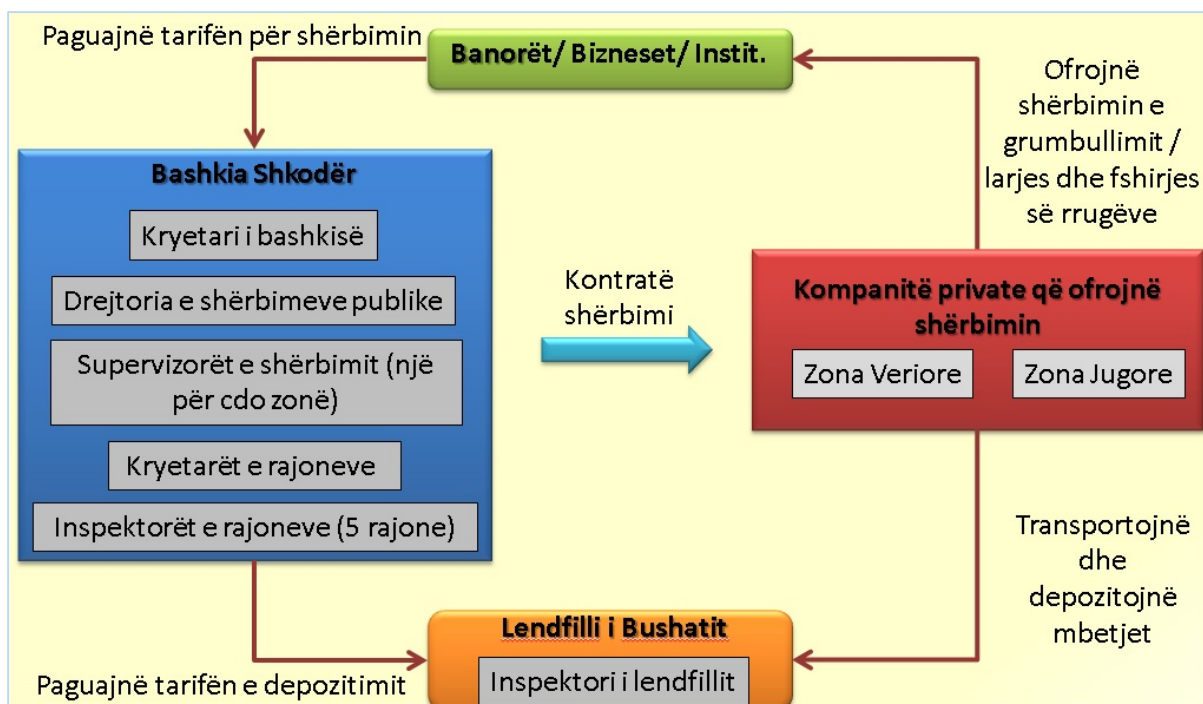 Paguajnë tarifën për shërbimin
Banorët/ Bizneset/ Instit.
Ofrojnë
shërbimin e
grumbullimit /
larjes dhe fshirjes
së rrugëve
Bashkia Shkodër
Kryetari i bashkisë
Drejtoria e shërbimeve publike
Supervizorët e shërbimit (një
për cdo zonë)
Kryetarët e rajoneve
Inspektorët e rajoneve (5 rajone)
Kontratë
shërbimi
Kompanitë private që ofrojnë
shërbimin
Zona Veriore
Zona Jugore
Transportojnë
dhe
depozitojnë
mbetjet
Lendfilli i Bushatit
Inspektori i lendfillit
Paguajnë tarifën e depozitimit